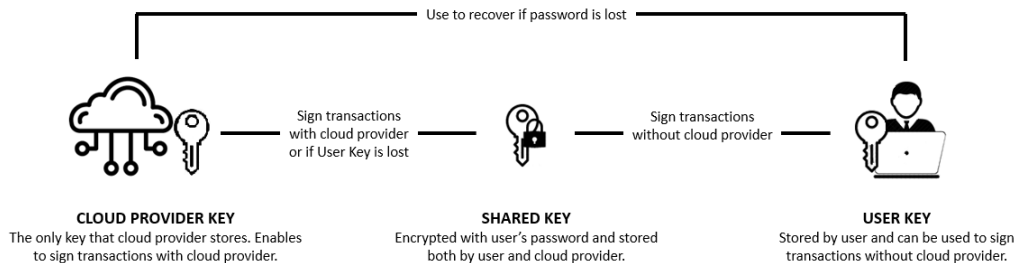 Use to recover if password is lost
Sign transactions
with cloud provider
or if User Key is lost
Sign transactions
without cloud provider
CLOUD PROVIDER KEY
The only key that cloud provider stores. Enables
to sign transactions with cloud provider.
SHARED KEY
Encrypted with user's password and stored
both by user and cloud provider.
USER KEY
Stored by user and can be used to sign
transactions without cloud provider.